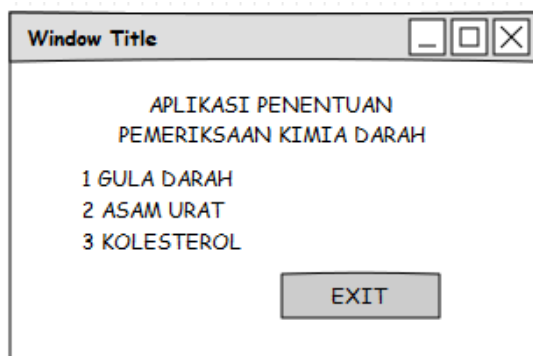 Window Title
APLIKASI PENENTUAN
PEMERIKSAAN KIMIA DARAH
1 GULA DARAH
2 ASAM URAT
3 KOLESTEROL
EXIT